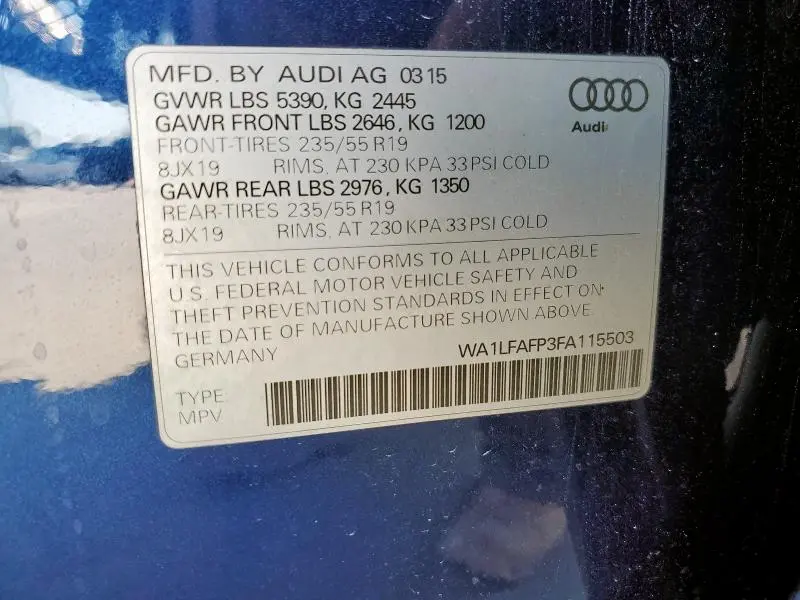 MFD. BY AUDI AG 0315
GVWR LBS 5390, KG 2445
GAWR FRONT LBS 2646, KG 1200
FRONT-TIRES 235/55 R19
8JX19 RIMS, AT 230 KPA 33 PSI COLD
GAWR REAR LBS 2976, KG 1350
REAR-TIRES 235/55 R19
8JX19 RIMS, AT 230 KPA 33 PSI COLD
Audi
THIS VEHICLE CONFORMS TO ALL APPLICABLE
U.S. FEDERAL MOTOR VEHICLE SAFETY AND
THEFT PREVENTION STANDARDS IN EFFECT ON
THE DATE OF MANUFACTURE SHOWN ABOVE.
GERMANY WA1LFAFP3FA115503
TYPE:
MPV